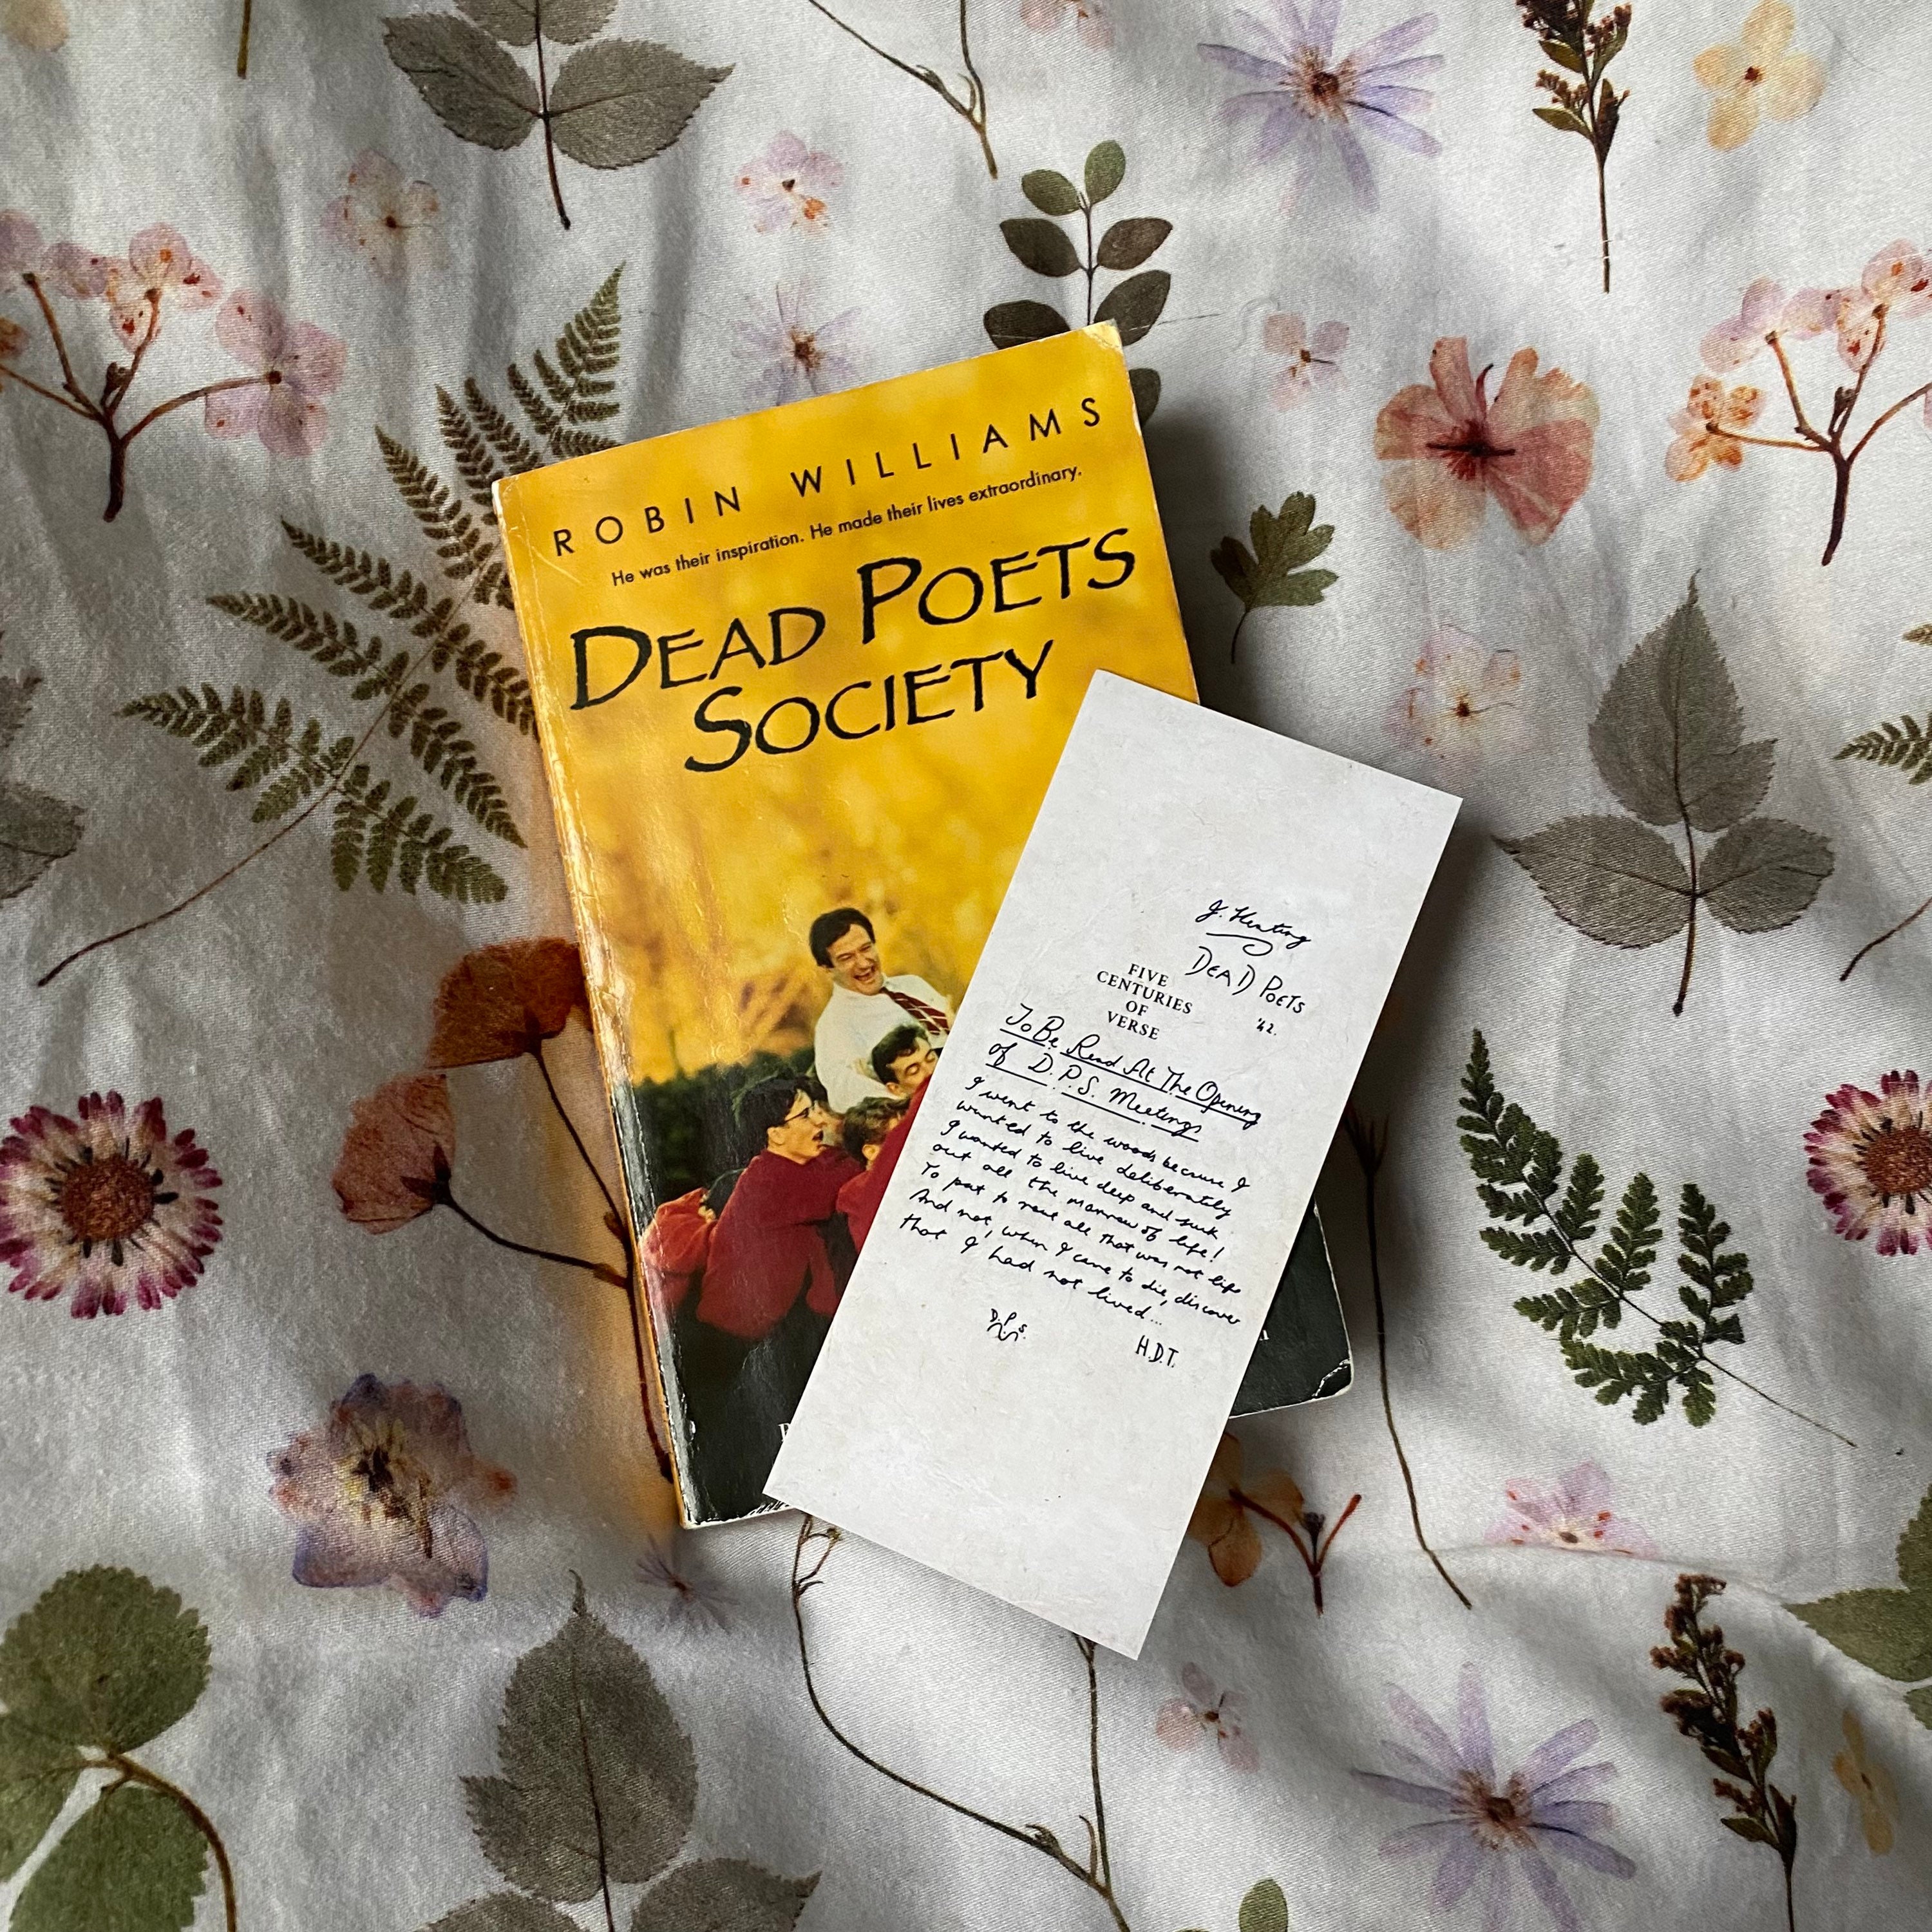 ROBIN WILLIAMS
He was their inspiration. He made their lives extraordinary.
DEAD POETS
SOCIETY
J. Keating
DEAD POETS
'42.
FIVE
CENTURIES
OF
VERSE
To Be Read At The Opening
of D.P.S. Meetings
I went to the woods because I
wanted to live deliberately
I wanted to live deep and suck
out all the marrow of life!
To put to rout all that was not life
And not, when I came to die, discover
that I had not lived...
D.P.S.
H.D.T.